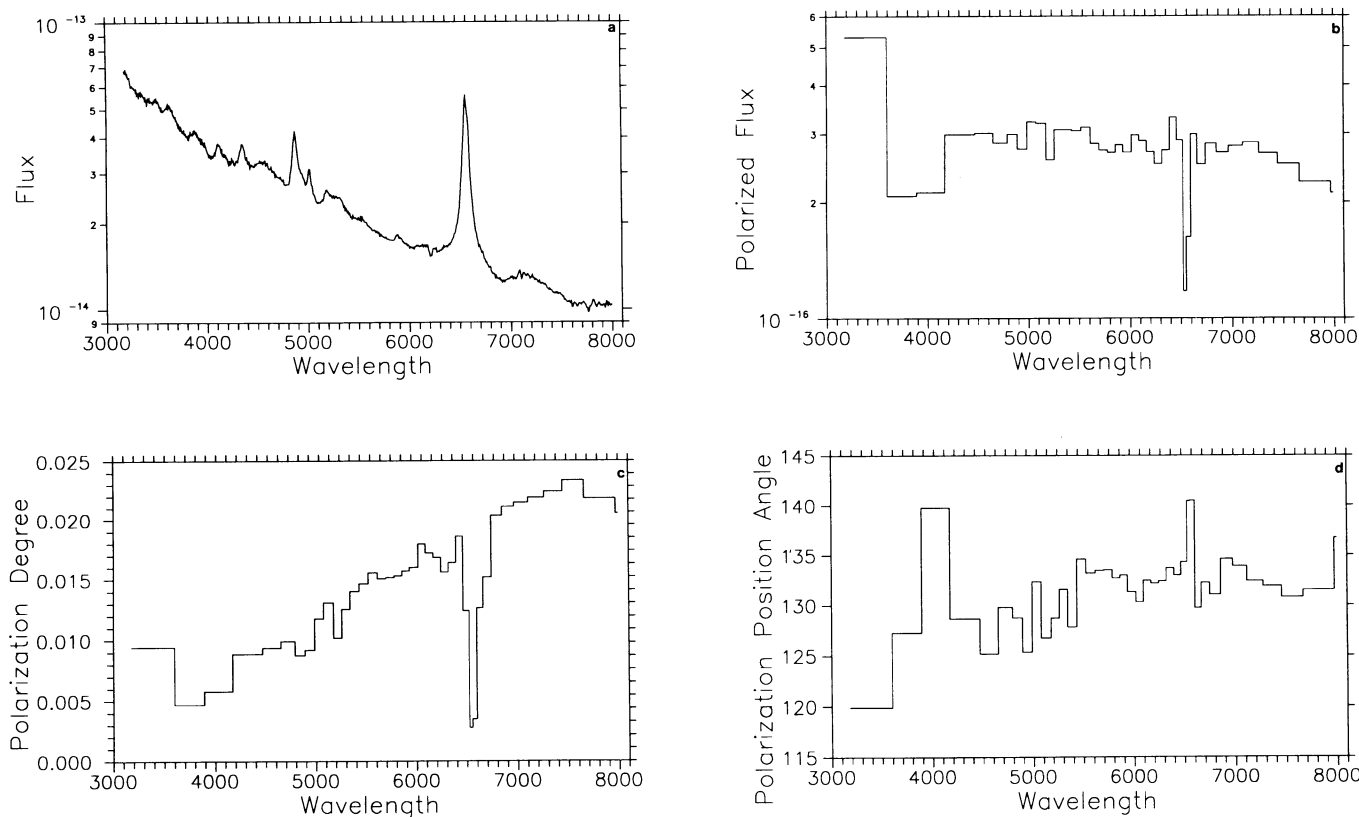 a
10 -13
9
8
7
6
5
4
3
2
10 -14
9
Flux
3000 4000 5000 6000 7000 8000
Wavelength
b
6
5
4
3
2
10 -16
Polarized Flux
3000 4000 5000 6000 7000 8000
Wavelength
c
0.025
0.020
0.015
0.010
0.005
0.000
Polarization Degree
3000 4000 5000 6000 7000 8000
Wavelength
d
145
140
135
130
125
120
115
Polarization Position Angle
3000 4000 5000 6000 7000 8000
Wavelength